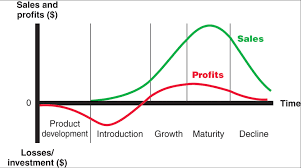 Sales and
profits ($)
Sales
Profits
0
Time
Product
development
Introduction
Growth
Maturity
Decline
Losses/
investment ($)